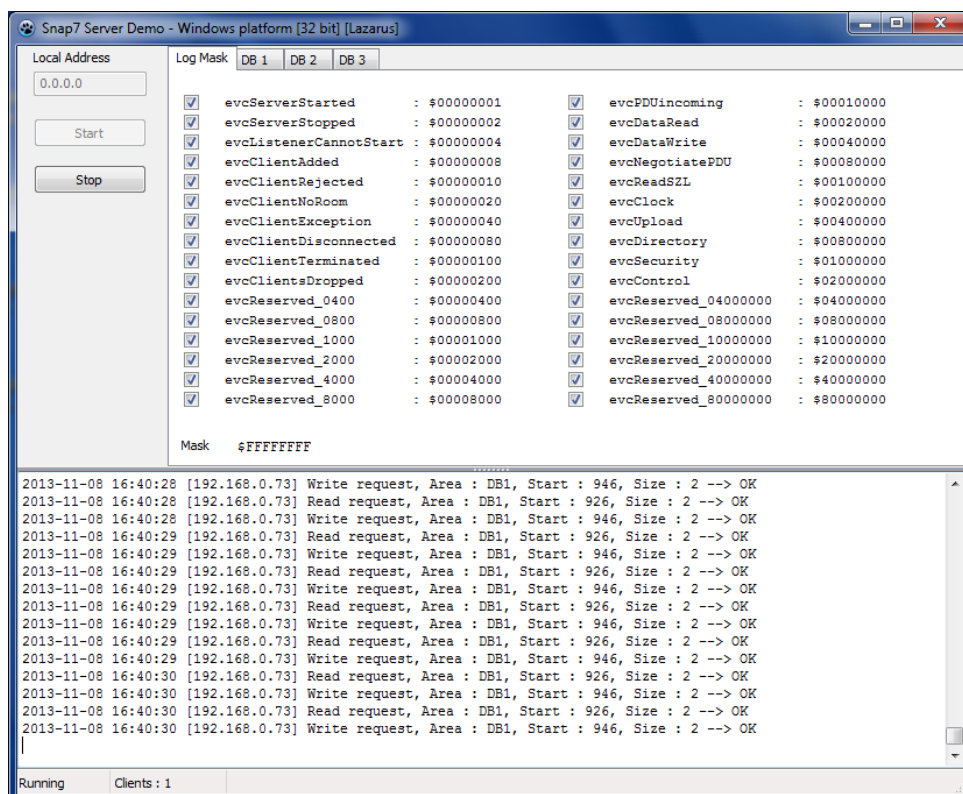 Snap7 Server Demo - Windows platform [32 bit] [Lazarus]
Local Address
0.0.0.0
Start
Stop
Log Mask DB 1 DB 2 DB 3
evcServerStarted : $00000001 evcPDUincoming : $00010000
evcServerStopped : $00000002 evcDataRead : $00020000
evcListenerCannotStart : $00000004 evcDataWrite : $00040000
evcClientAdded : $00000008 evcNegotiatePDU : $00080000
evcClientRejected : $00000010 evcReadSZL : $00100000
evcClientNoRoom : $00000020 evcClock : $00200000
evcClientException : $00000040 evcUpload : $00400000
evcClientDisconnected : $00000080 evcDirectory : $00800000
evcClientTerminated : $00000100 evcSecurity : $01000000
evcClientsDropped : $00000200 evcControl : $02000000
evcReserved_0400 : $00000400 evcReserved_04000000 : $04000000
evcReserved_0800 : $00000800 evcReserved_08000000 : $08000000
evcReserved_1000 : $00001000 evcReserved_10000000 : $10000000
evcReserved_2000 : $00002000 evcReserved_20000000 : $20000000
evcReserved_4000 : $00004000 evcReserved_40000000 : $40000000
evcReserved_8000 : $00008000 evcReserved_80000000 : $80000000
Mask $FFFFFFFF
2013-11-08 16:40:28 [192.168.0.73] Write request, Area : DB1, Start : 946, Size : 2 --> OK
2013-11-08 16:40:28 [192.168.0.73] Read request, Area : DB1, Start : 926, Size : 2 --> OK
2013-11-08 16:40:28 [192.168.0.73] Write request, Area : DB1, Start : 946, Size : 2 --> OK
2013-11-08 16:40:29 [192.168.0.73] Read request, Area : DB1, Start : 926, Size : 2 --> OK
2013-11-08 16:40:29 [192.168.0.73] Write request, Area : DB1, Start : 946, Size : 2 --> OK
2013-11-08 16:40:29 [192.168.0.73] Read request, Area : DB1, Start : 926, Size : 2 --> OK
2013-11-08 16:40:29 [192.168.0.73] Write request, Area : DB1, Start : 946, Size : 2 --> OK
2013-11-08 16:40:29 [192.168.0.73] Read request, Area : DB1, Start : 926, Size : 2 --> OK
2013-11-08 16:40:29 [192.168.0.73] Write request, Area : DB1, Start : 946, Size : 2 --> OK
2013-11-08 16:40:29 [192.168.0.73] Read request, Area : DB1, Start : 926, Size : 2 --> OK
2013-11-08 16:40:29 [192.168.0.73] Write request, Area : DB1, Start : 946, Size : 2 --> OK
2013-11-08 16:40:30 [192.168.0.73] Read request, Area : DB1, Start : 926, Size : 2 --> OK
2013-11-08 16:40:30 [192.168.0.73] Write request, Area : DB1, Start : 946, Size : 2 --> OK
2013-11-08 16:40:30 [192.168.0.73] Read request, Area : DB1, Start : 926, Size : 2 --> OK
2013-11-08 16:40:30 [192.168.0.73] Write request, Area : DB1, Start : 946, Size : 2 --> OK
Running Clients : 1